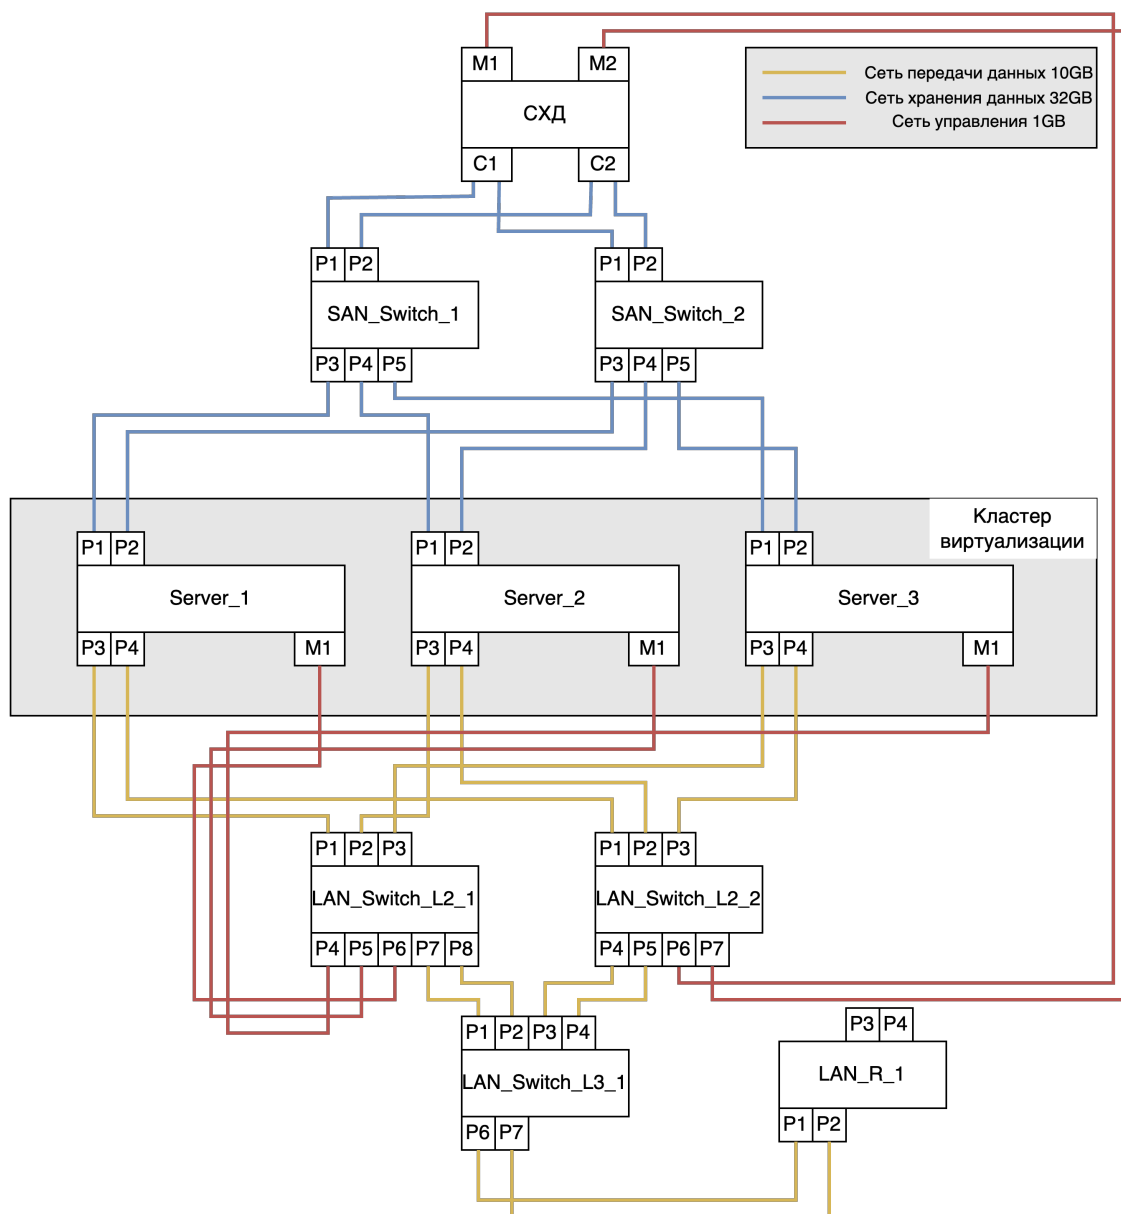 M1 M2
СХД
C1 C2
Сеть передачи данных 10GB
Сеть хранения данных 32GB
Сеть управления 1GB
P1 P2 P1 P2
SAN_Switch_1 SAN_Switch_2
P3 P4 P5 P3 P4 P5
Кластер
виртуализации
P1 P2 P1 P2 P1 P2
Server_1 Server_2 Server_3
P3 P4 M1 P3 P4 M1 P3 P4 M1
P1 P2 P3 P1 P2 P3
LAN_Switch_L2_1 LAN_Switch_L2_2
P4 P5 P6 P7 P8 P4 P5 P6 P7
P1 P2 P3 P4
LAN_Switch_L3_1
P6 P7
P3 P4
LAN_R_1
P1 P2